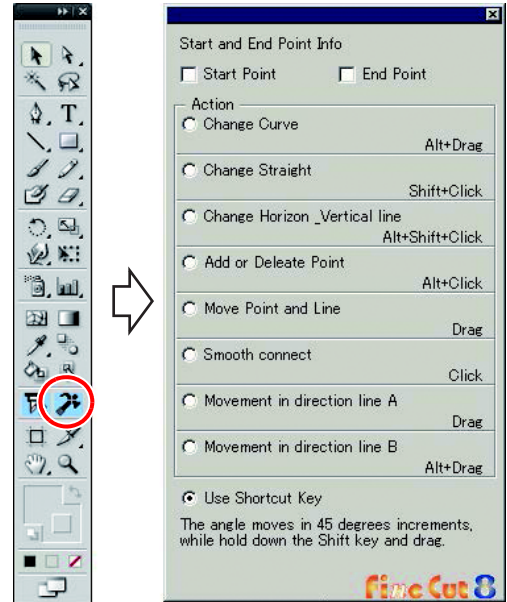 Start and End Point Info
Start Point End Point
Action
Change Curve
Alt+Drag
Change Straight
Shift+Click
Change Horizon _Vertical line
Alt+Shift+Click
Add or Deleate Point
Alt+Click
Move Point and Line
Drag
Smooth connect
Click
Movement in direction line A
Drag
Movement in direction line B
Alt+Drag
Use Shortcut Key
The angle moves in 45 degrees increments,
while hold down the Shift key and drag.
Fine Cut 8